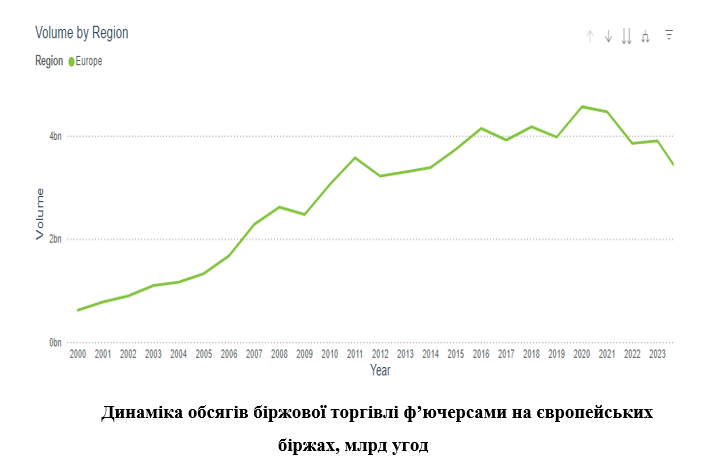 Volume by Region
Region Europe
4bn
2bn
0bn
Volume
2000 2001 2002 2003 2004 2005 2006 2007 2008 2009 2010 2011 2012 2013 2014 2015 2016 2017 2018 2019 2020 2021 2022 2023
Year
Динаміка обсягів біржової торгівлі ф’ючерсами на європейських
біржах, млрд угод